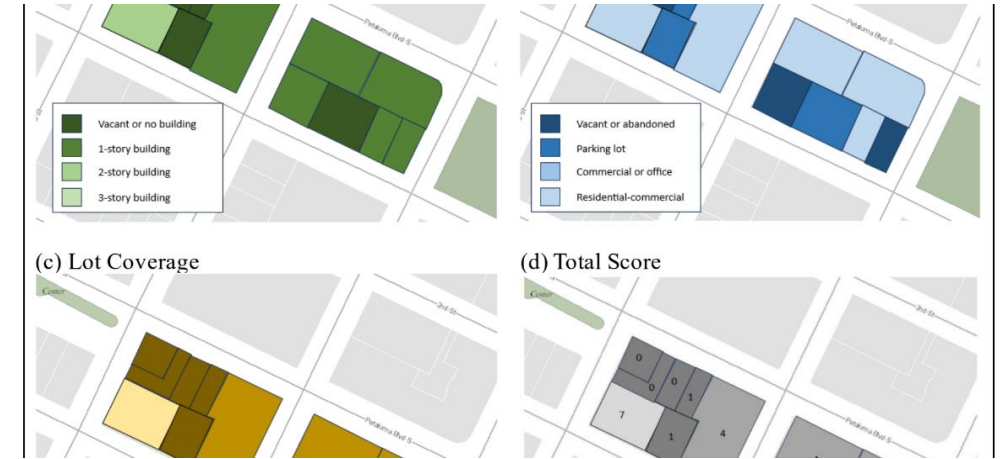 Petaluma Blvd S
Petaluma Blvd S
Vacant or no building
1-story building
2-story building
3-story building
Vacant or abandoned
Parking lot
Commercial or office
Residential-commercial
(c) Lot Coverage
(d) Total Score
Center
2nd St
Petaluma Blvd S
Center
2nd St
Petaluma Blvd S
0
0
0
1
7
1
4